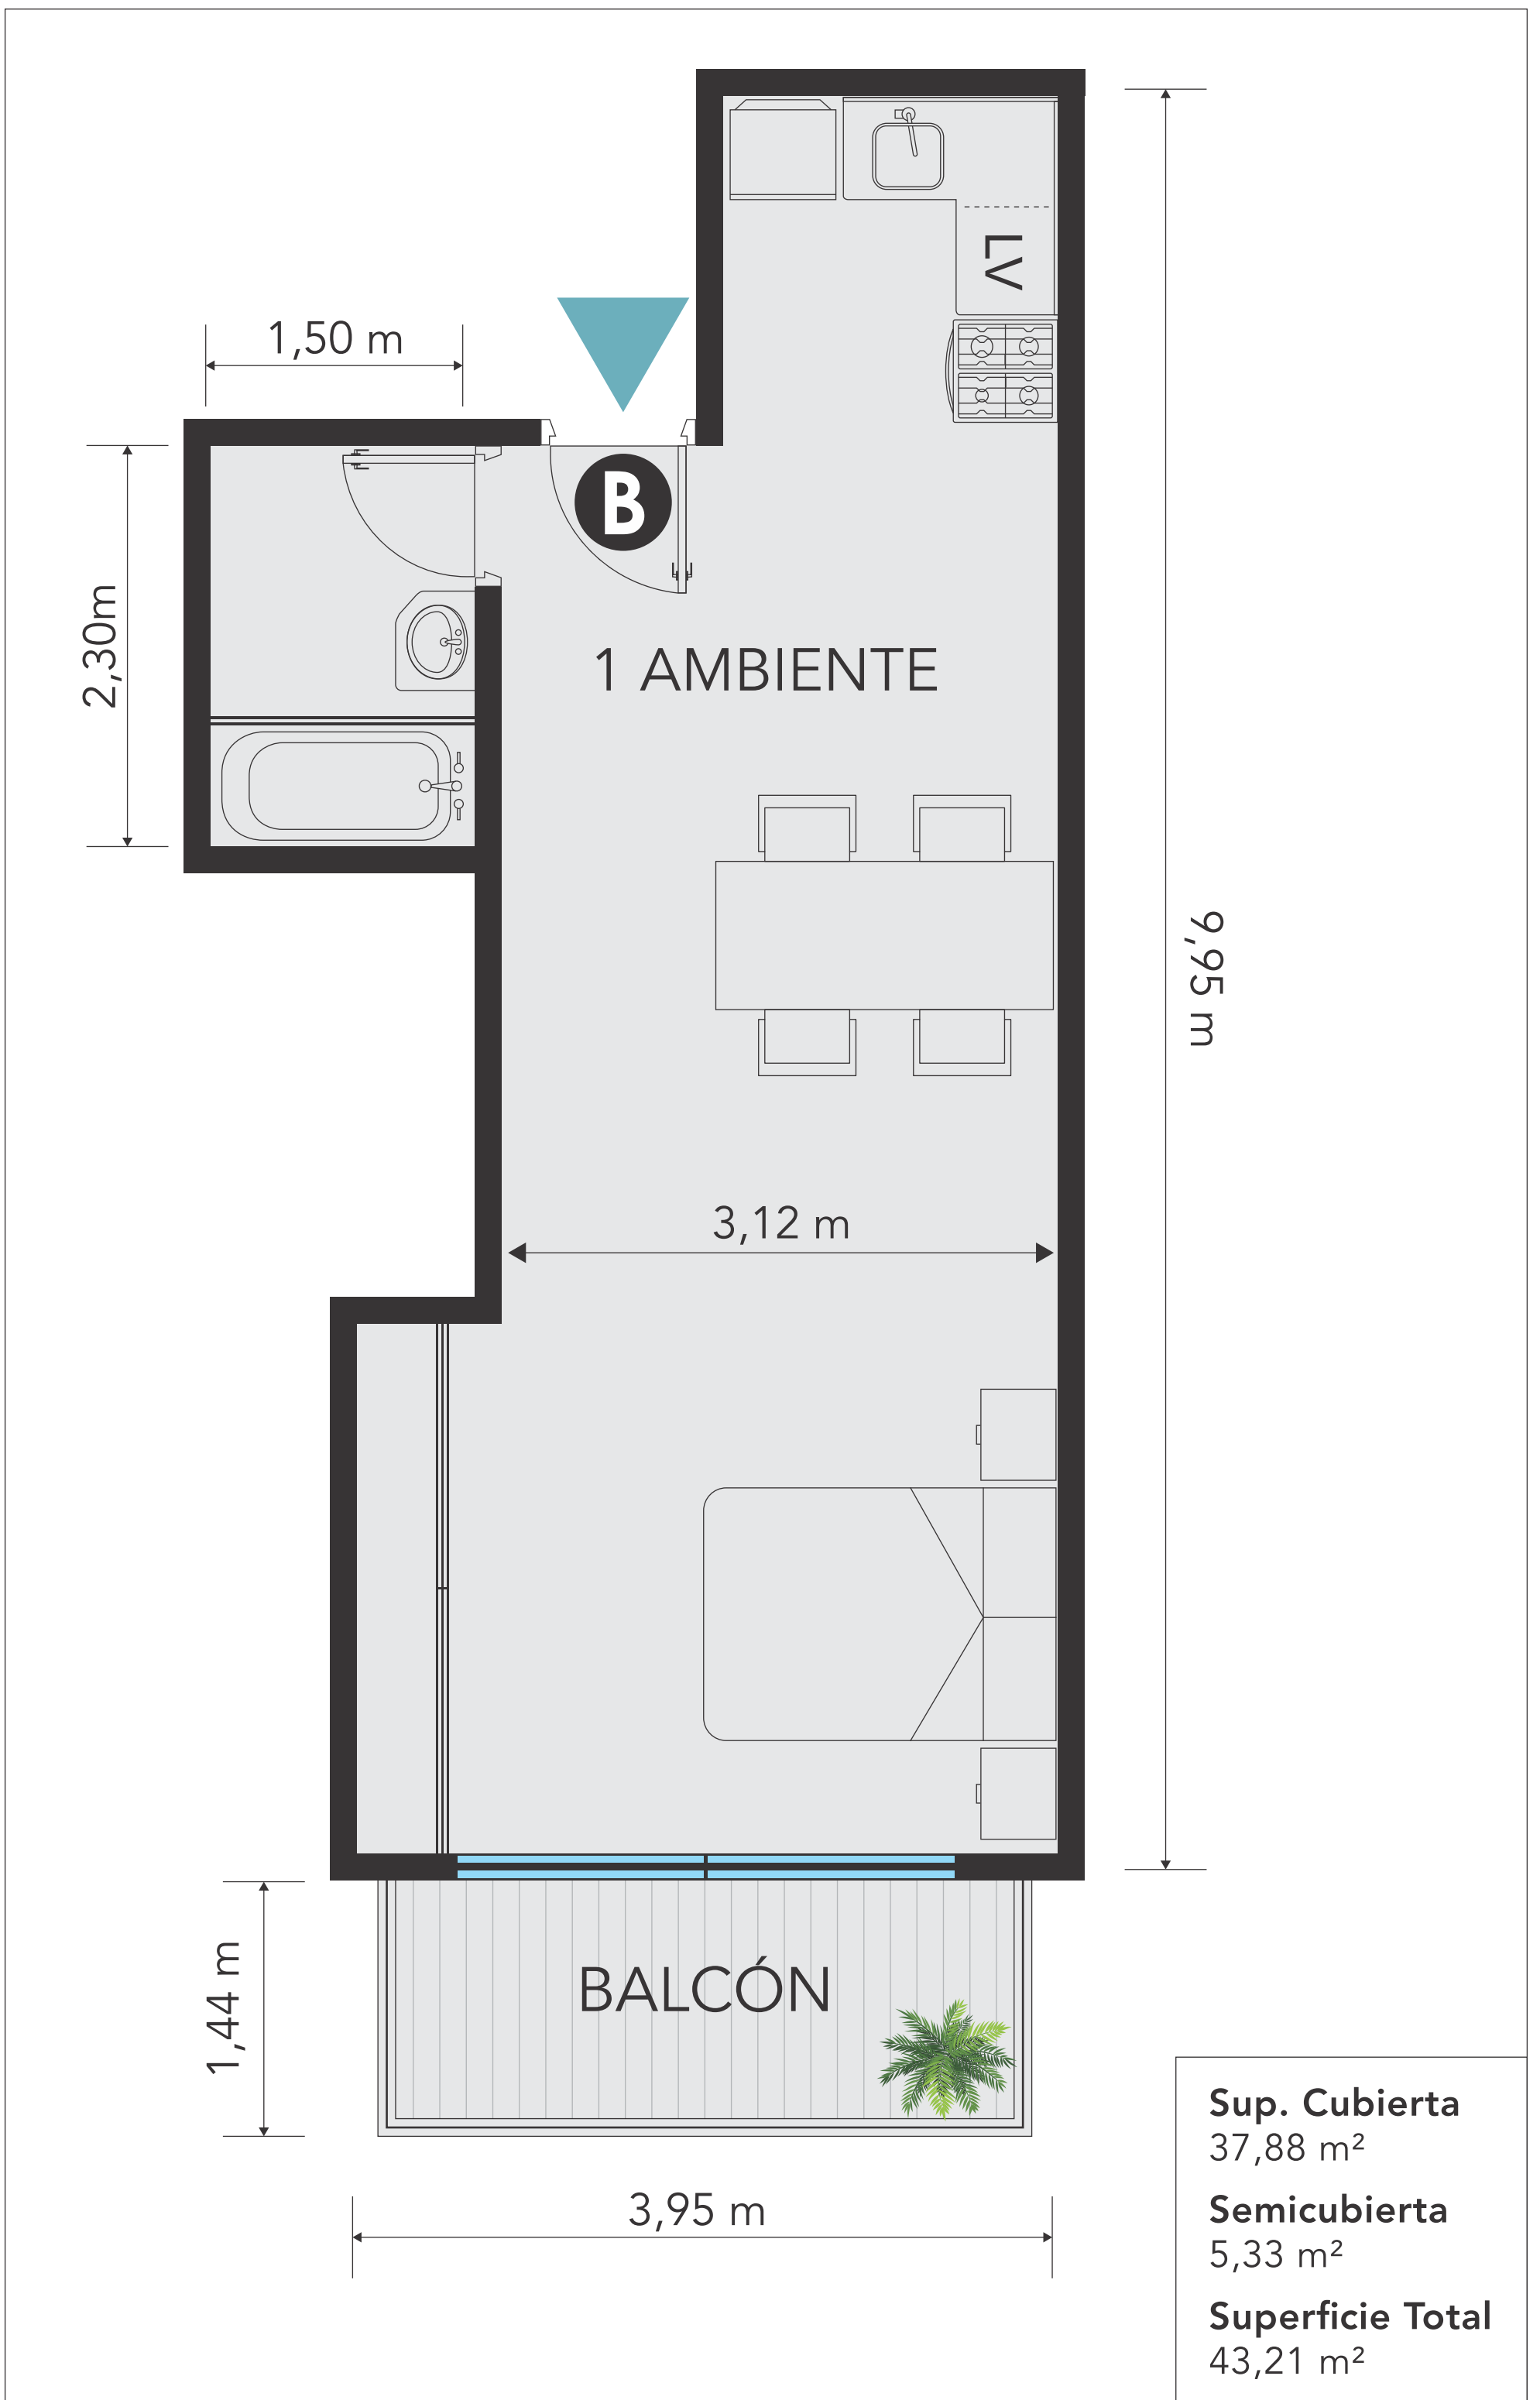 LV
1,50 m
B
2,30m
1 AMBIENTE
9,95 m
3,12 m
BALCÓN
1,44 m
3,95 m
Sup. Cubierta
37,88 m²
Semicubierta
5,33 m²
Superficie Total
43,21 m²